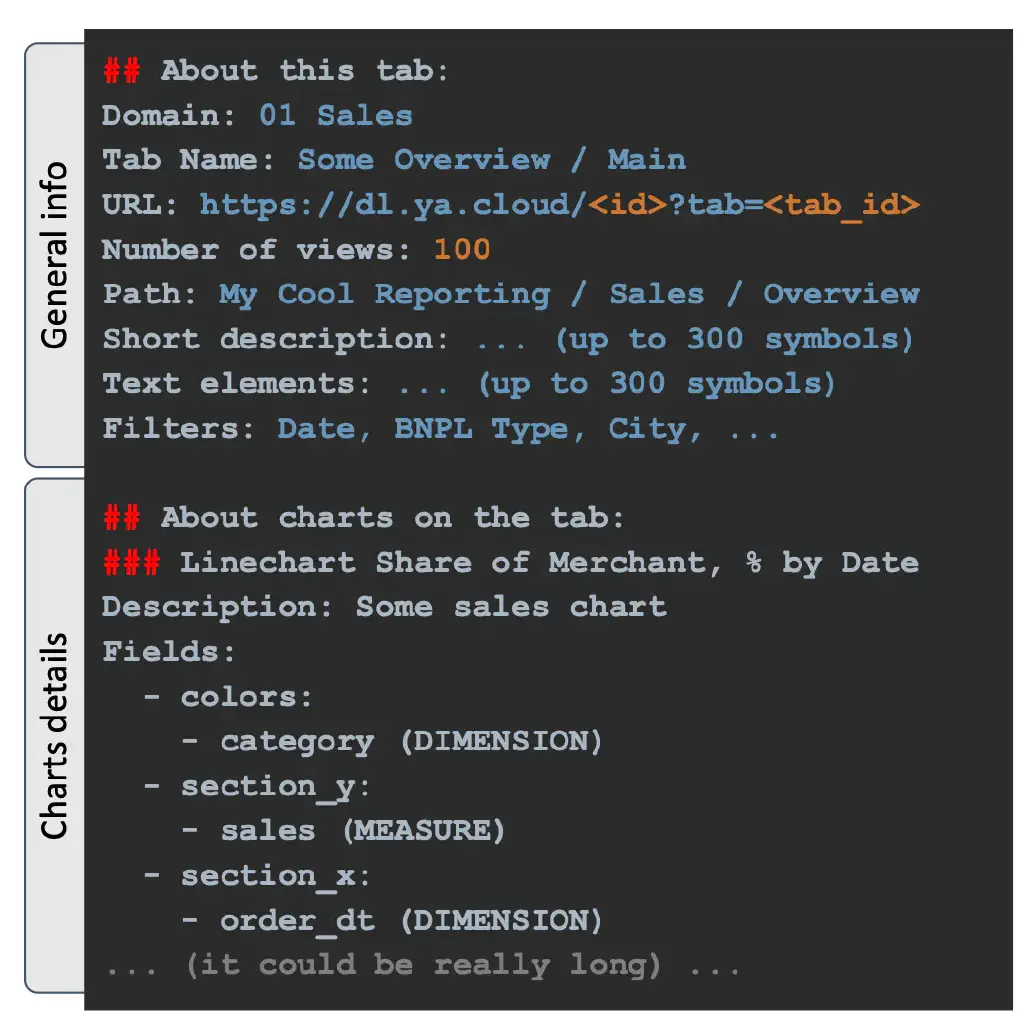 General info
## About this tab:
Domain: 01 Sales
Tab Name: Some Overview / Main
URL: https://dl.ya.cloud/<id>?tab=<tab_id>
Number of views: 100
Path: My Cool Reporting / Sales / Overview
Short description: ... (up to 300 symbols)
Text elements: ... (up to 300 symbols)
Filters: Date, BNPL Type, City, ...
Charts details
## About charts on the tab:
### Linechart Share of Merchant, % by Date
Description: Some sales chart
Fields:
- colors:
- category (DIMENSION)
- section_y:
- sales (MEASURE)
- section_x:
- order_dt (DIMENSION)
... (it could be really long) ...